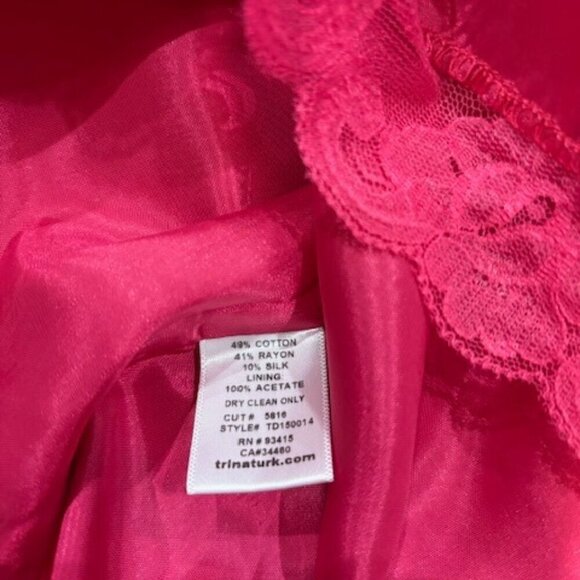 49% COTTON
41% RAYON
10% SILK
LINING:
100% ACETATE
DRY CLEAN ONLY
CUT# 5816
STYLE# TD150014
RN # 93415
CA#34460
trinaturk.com